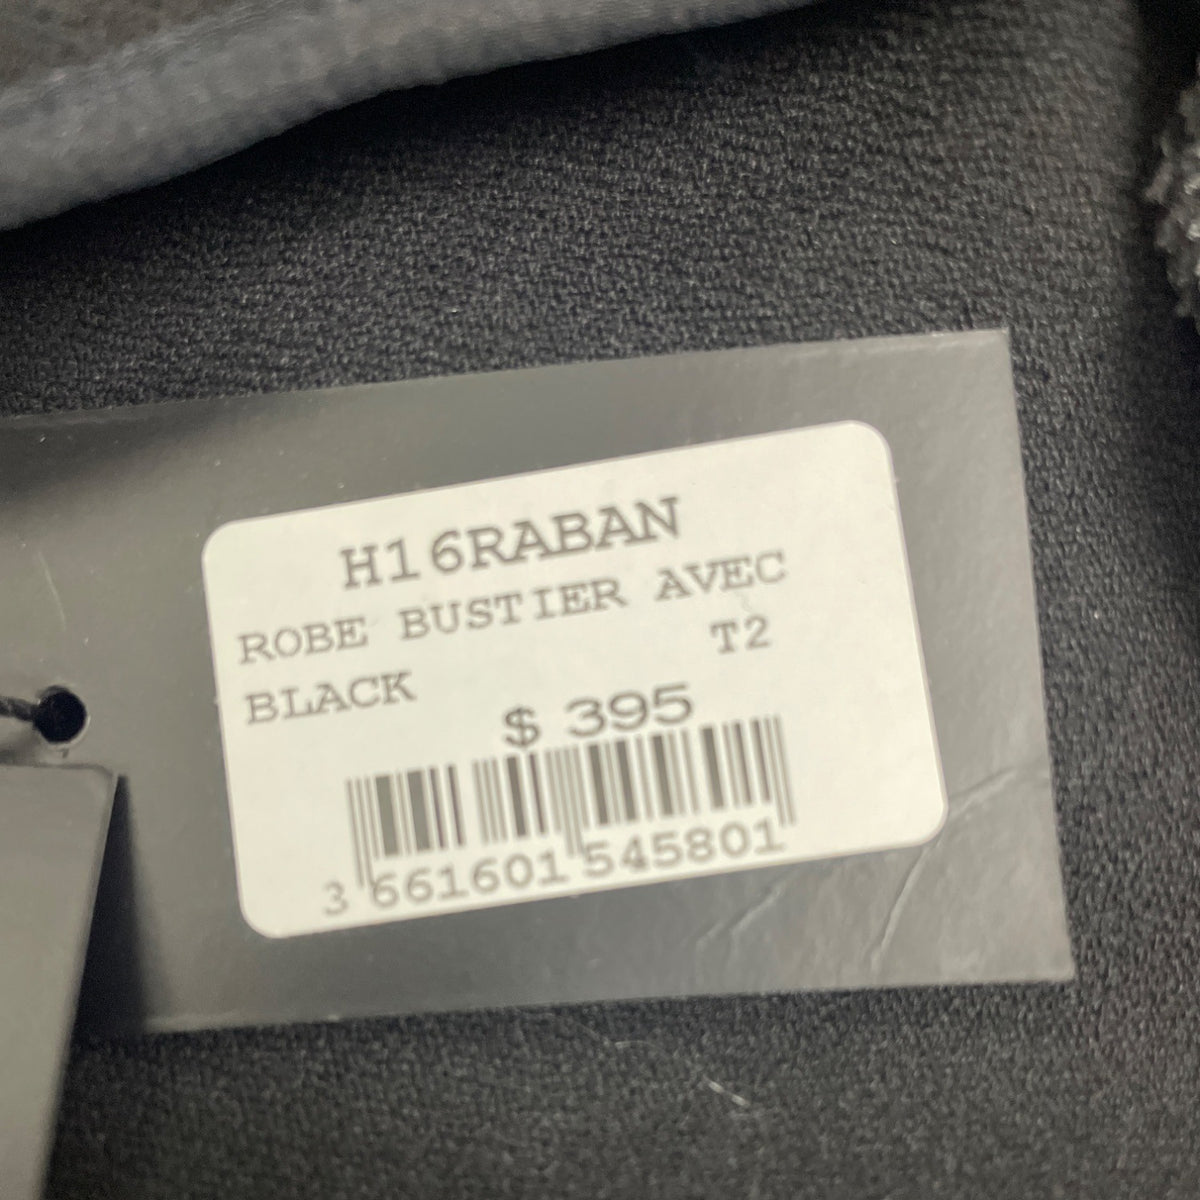 H16RABAN
ROBE BUSTIER AVEC
BLACK T2
$ 395
3 661601 545801